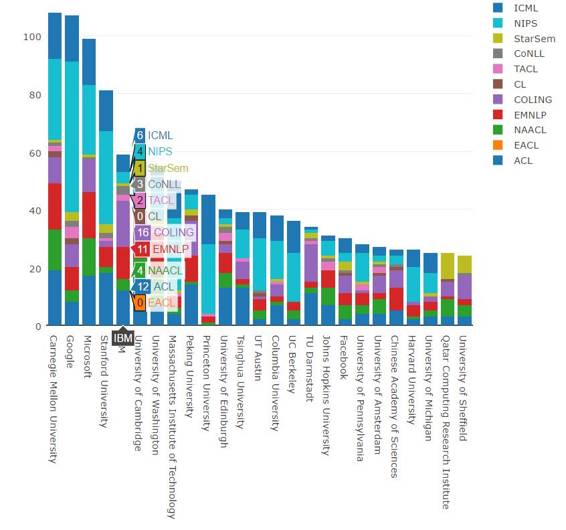 ICML
NIPS
StarSem
CoNLL
TACL
CL
COLING
EMNLP
NAACL
EACL
ACL
100
80
60
40
20
0
6 ICML
4 NIPS
1 StarSem
3 CoNLL
2 TACL
0 CL
16 COLING
11 EMNLP
4 NAACL
12 ACL
0 EACL
IBM
Carnegie Mellon University
Google
Microsoft
Stanford University
University of Cambridge
University of Washington
Massachusetts Institute of Technology
Peking University
Princeton University
University of Edinburgh
Tsinghua University
UT Austin
Columbia University
UC Berkeley
TU Darmstadt
Johns Hopkins University
Facebook
University of Pennsylvania
University of Amsterdam
Chinese Academy of Sciences
Harvard University
University of Michigan
Qatar Computing Research Institute
University of Sheffield